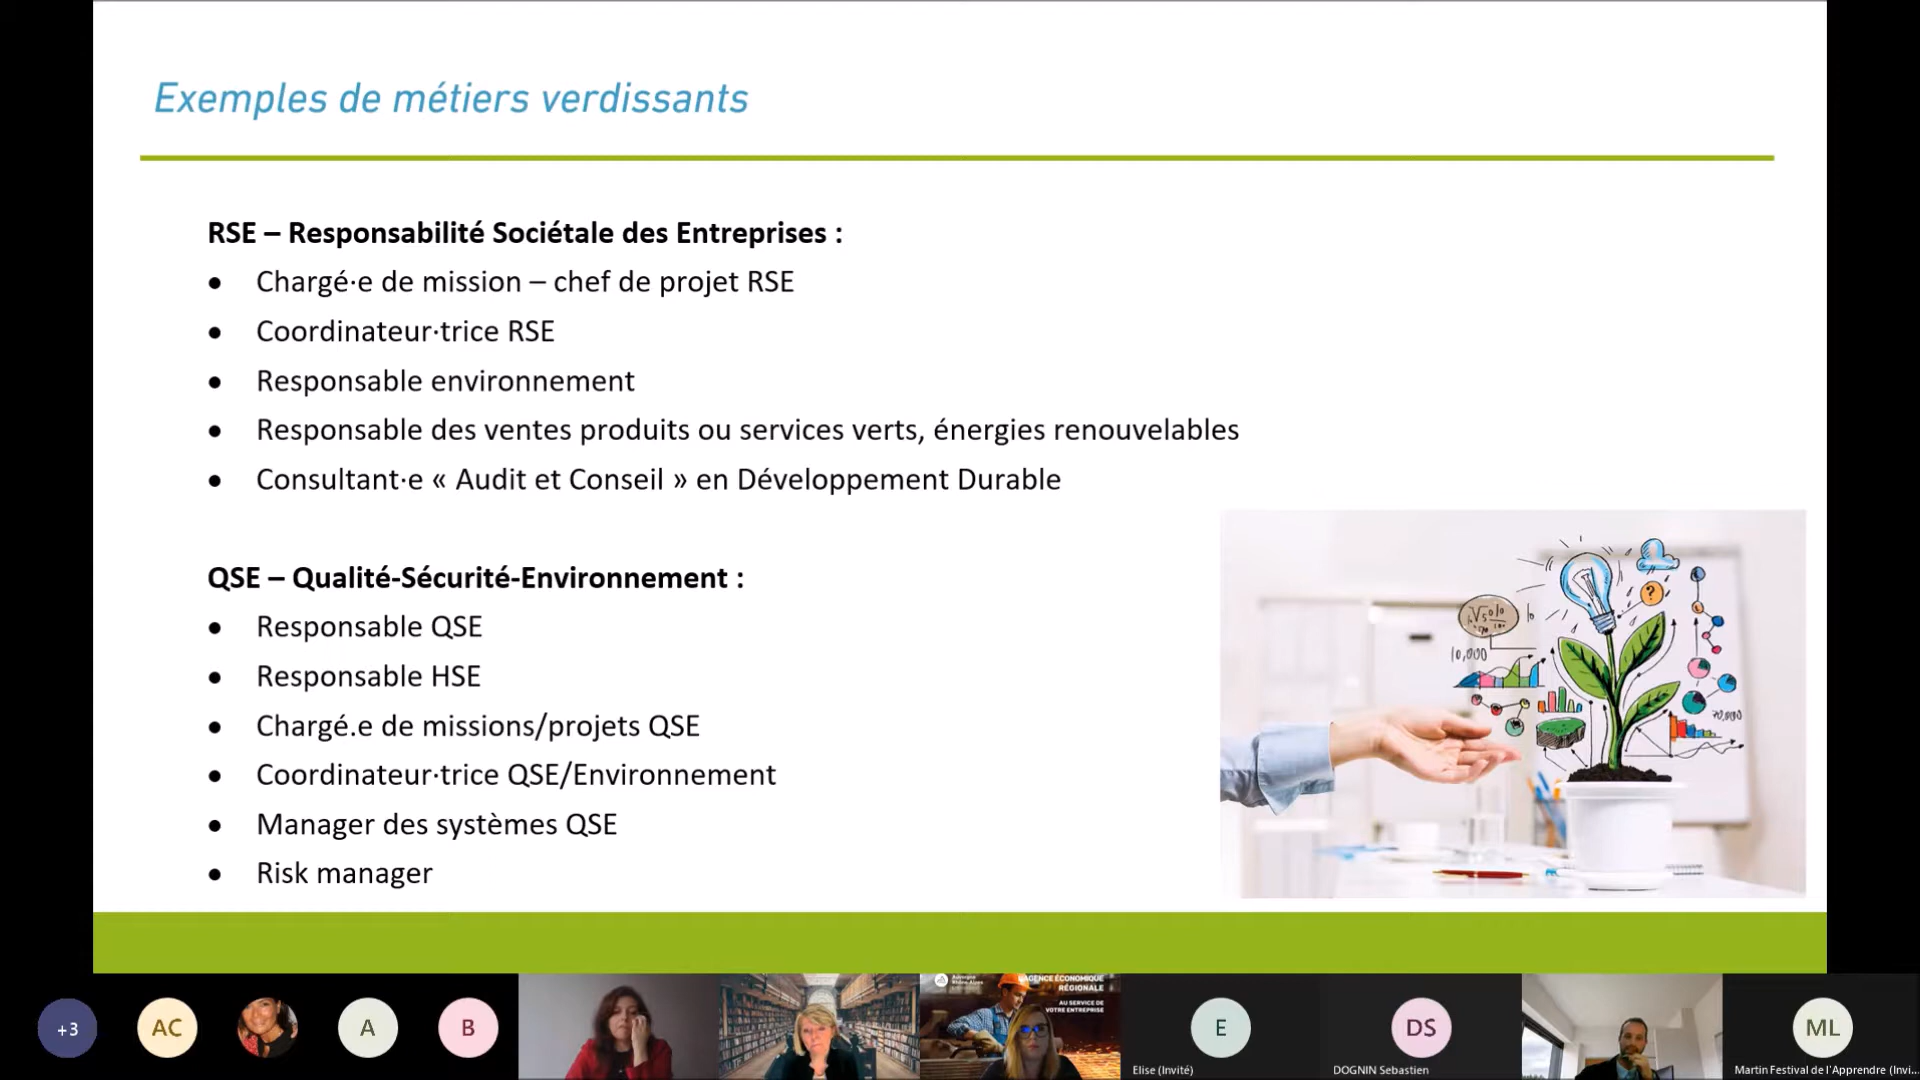 Exemples de métiers verdissants
RSE – Responsabilité Sociétale des Entreprises :
• Chargé·e de mission – chef de projet RSE
• Coordinateur·trice RSE
• Responsable environnement
• Responsable des ventes produits ou services verts, énergies renouvelables
• Consultant·e « Audit et Conseil » en Développement Durable
QSE – Qualité-Sécurité-Environnement :
• Responsable QSE
• Responsable HSE
• Chargé.e de missions/projets QSE
• Coordinateur·trice QSE/Environnement
• Manager des systèmes QSE
• Risk manager
?
10,000
70,000
+3
AC
A
B
AGENCE ÉCONOMIQUE
RÉGIONALE
AU SERVICE DE
VOTRE ENTREPRISE
E
Elise (Invité)
DS
DOGNIN Sebastien
ML
Martin Festival de l'Apprendre (Invi...